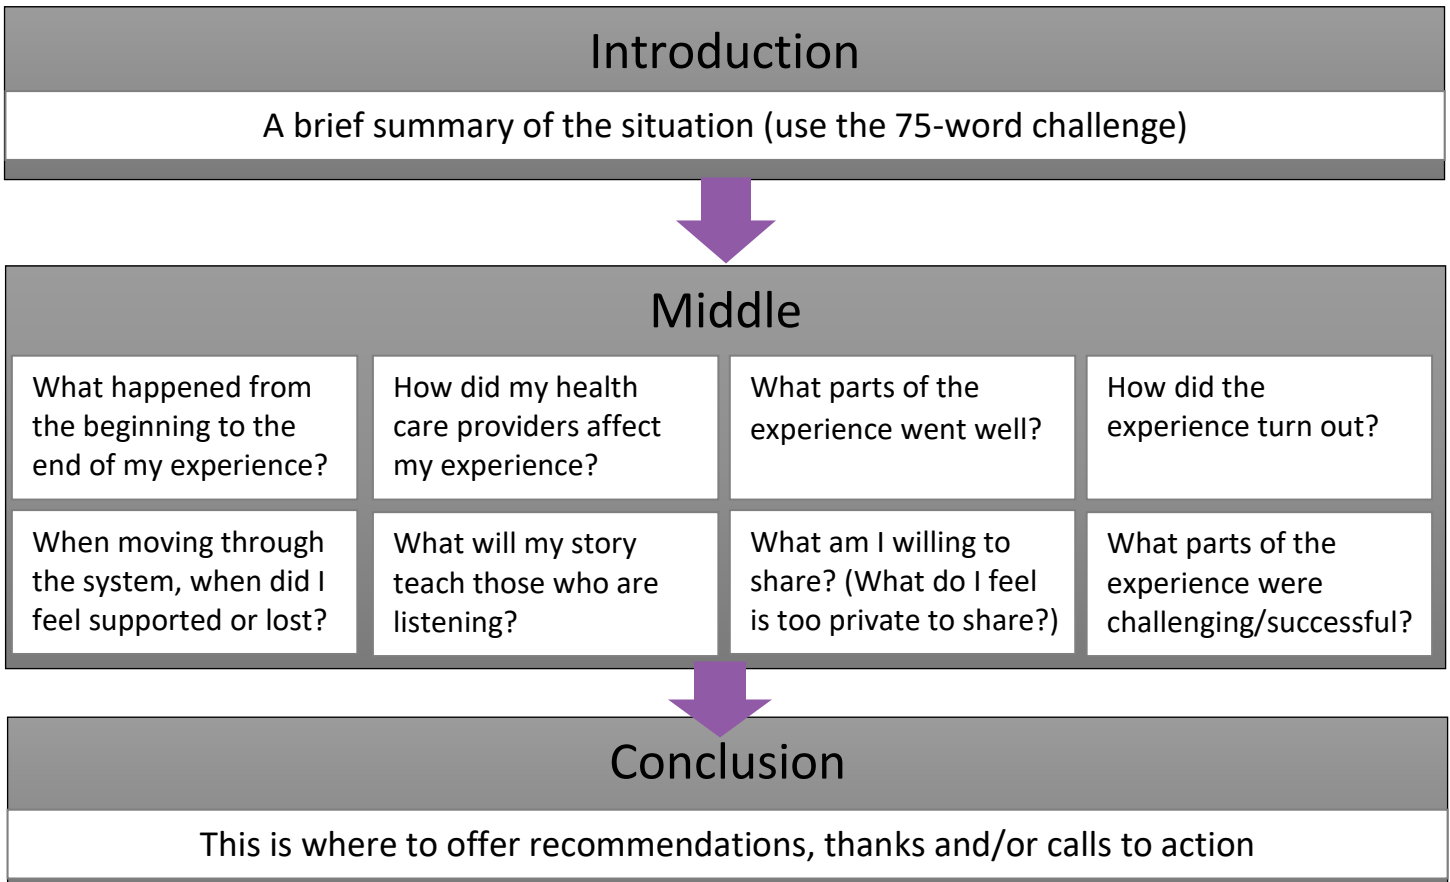 Introduction
A brief summary of the situation (use the 75-word challenge)
Middle
What happened from
the beginning to the
end of my experience?
How did my health
care providers affect
my experience?
What parts of the
experience went well?
How did the
experience turn out?
When moving through
the system, when did I
feel supported or lost?
What will my story
teach those who are
listening?
What am I willing to
share? (What do I feel
is too private to share?)
What parts of the
experience were
challenging/successful?
Conclusion
This is where to offer recommendations, thanks and/or calls to action